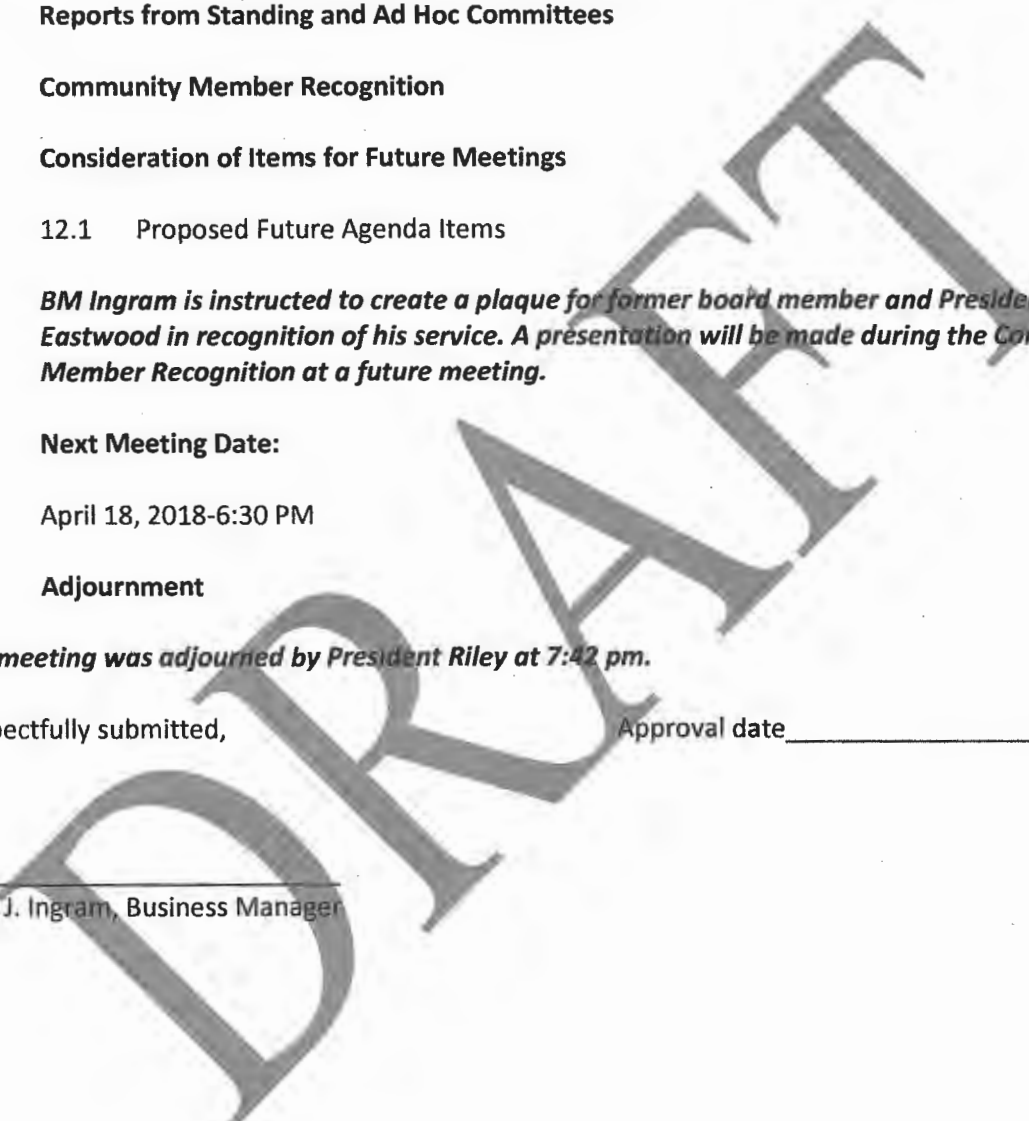 Reports from Standing and Ad Hoc Committees
Community Member Recognition
Consideration of Items for Future Meetings
12.1 Proposed Future Agenda Items
BM Ingram is instructed to create a plaque for former board member and Preside
Eastwood in recognition of his service. A presentation will be made during the Co
Member Recognition at a future meeting.
Next Meeting Date:
April 18, 2018-6:30 PM
Adjournment
meeting was adjourned by President Riley at 7:42 pm.
pectfully submitted, Approval date
J. Ingram, Business Manager
DRAFT